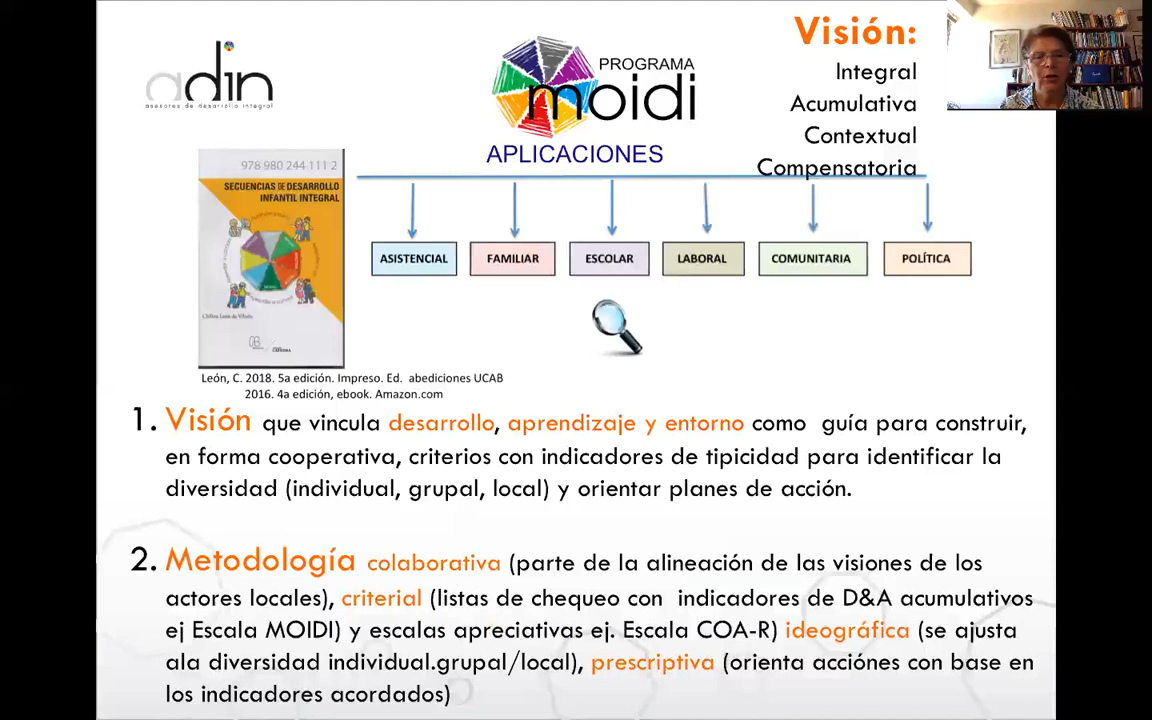 adin
asesores de desarrollo integral
PROGRAMA
moidi
APLICACIONES
Visión:
Integral
Acumulativa
Contextual
Compensatoria
978 980 244 111 2
SECUENCIAS DE DESARROLLO
INFANTIL INTEGRAL
ASISTENCIAL
FAMILIAR
ESCOLAR
LABORAL
COMUNITARIA
POLÍTICA
León, C. 2018. 5a edición. Impreso. Ed. abediciones UCAB
2016. 4a edición, ebook. Amazon.com
1. Visión que vincula desarrollo, aprendizaje y entorno como guía para construir,
en forma cooperativa, criterios con indicadores de tipicidad para identificar la
diversidad (individual, grupal, local) y orientar planes de acción.
2. Metodología colaborativa (parte de la alineación de las visiones de los
actores locales), criterial (listas de chequeo con indicadores de D&A acumulativos
ej Escala MOIDI) y escalas apreciativas ej. Escala COA-R) ideográfica (se ajusta
ala diversidad individual.grupal/local), prescriptiva (orienta acciónes con base en
los indicadores acordados)